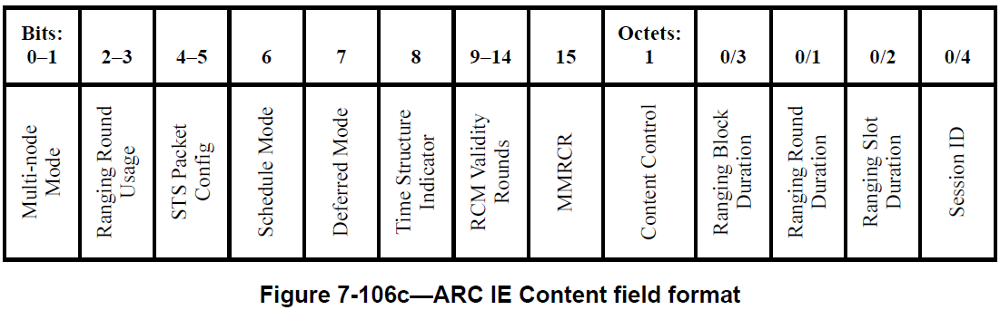 Bits:
0–1
2–3
4–5
6
7
8
9–14
15
Octets:
1
0/3
0/1
0/2
0/4
Multi-node
Mode
Ranging Round
Usage
STS Packet
Config
Schedule Mode
Deferred Mode
Time Structure
Indicator
RCM Validity
Rounds
MMRCR
Content Control
Ranging Block
Duration
Ranging Round
Duration
Ranging Slot
Duration
Session ID
Figure 7-106c—ARC IE Content field format